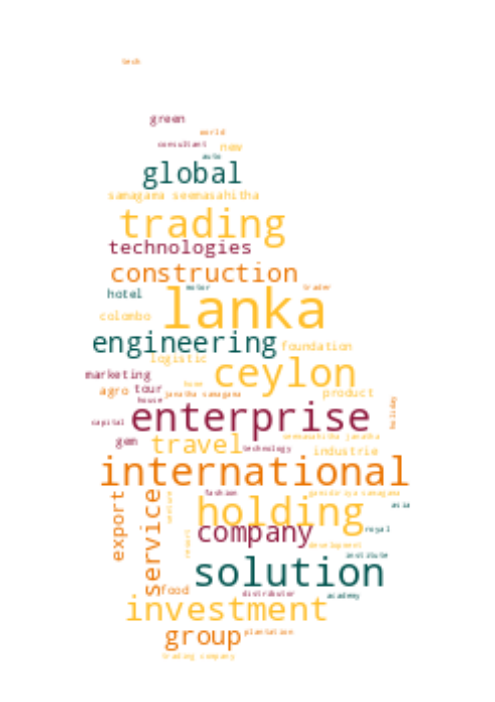 tech
green
world
consultant
new
auto
global
samagama seemasahitha
trading
technologies
construction
hotel
motor
trader
lanka
colombo
engineering
foundation
logistic
marketing
ceylon
home
agro
tour
janatha samagama
product
house
holiday
enterprise
capital
seemasahitha janatha
gem
travel
technology
industrie
international
fashion
export
service
venture
holding
asia
company
royal
resort
development
institute
solution
food
distributor
academy
investment
group
plantation
trading company